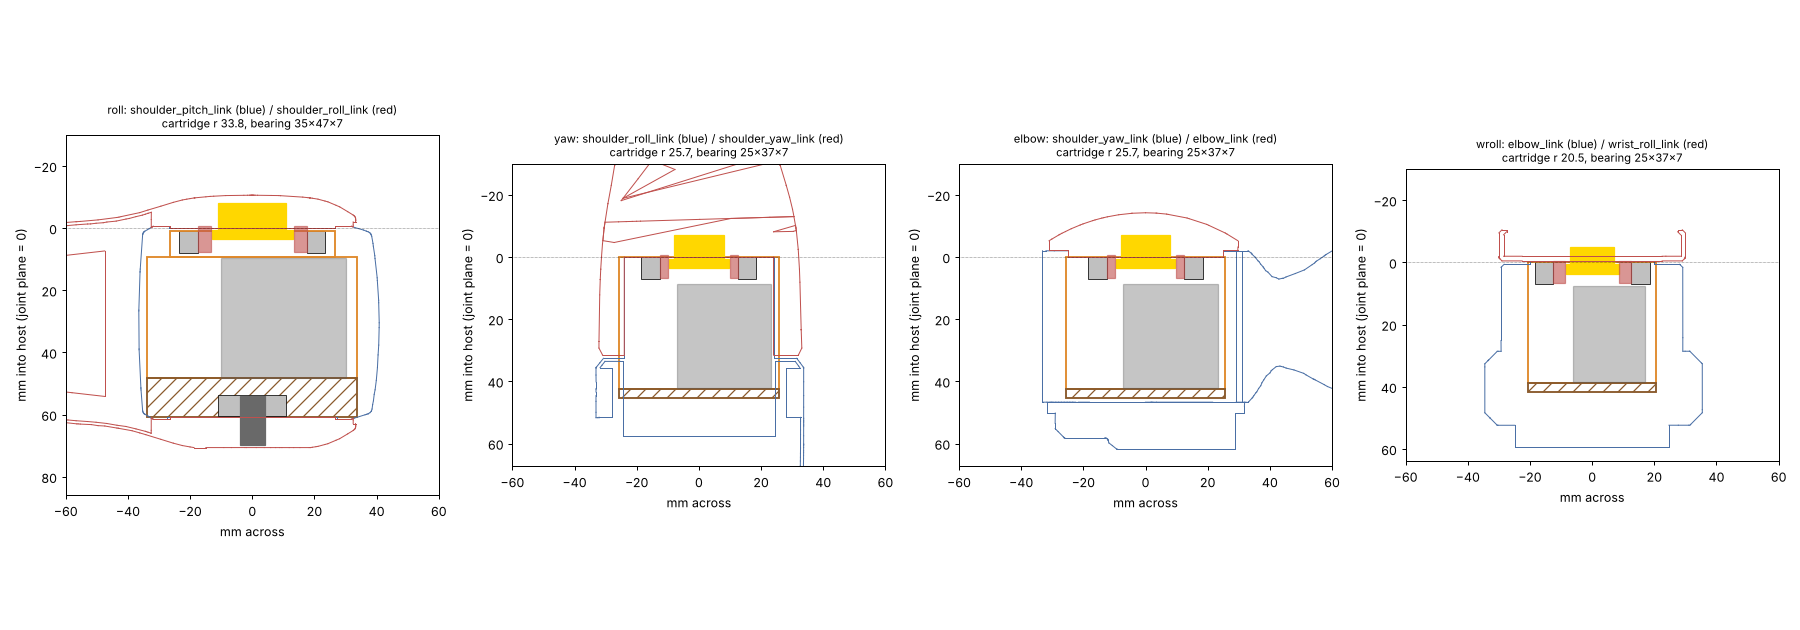 roll: shoulder_pitch_link (blue) / shoulder_roll_link (red)
cartridge r 33.8, bearing 35×47×7
−20
0
20
40
60
80
mm into host (joint plane = 0)
−60 −40 −20 0 20 40 60
mm across
yaw: shoulder_roll_link (blue) / shoulder_yaw_link (red)
cartridge r 25.7, bearing 25×37×7
−20
0
20
40
60
mm into host (joint plane = 0)
−60 −40 −20 0 20 40 60
mm across
elbow: shoulder_yaw_link (blue) / elbow_link (red)
cartridge r 25.7, bearing 25×37×7
−20
0
20
40
60
mm into host (joint plane = 0)
−60 −40 −20 0 20 40 60
mm across
wroll: elbow_link (blue) / wrist_roll_link (red)
cartridge r 20.5, bearing 25×37×7
−20
0
20
40
60
mm into host (joint plane = 0)
−60 −40 −20 0 20 40 60
mm across